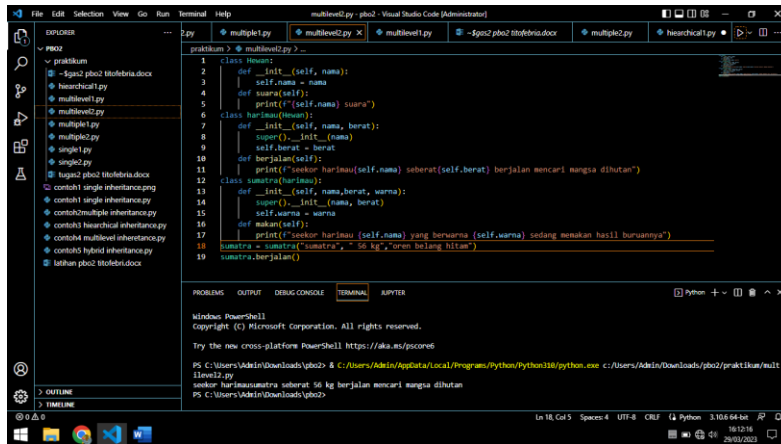 File Edit Selection View Go Run Terminal Help
multilevel2.py - pbo2 - Visual Studio Code [Administrator]
EXPLORER
2.py
multiple1.py
multilevel2.py
multilevel1.py
~$gas2 pbo2 titofebria.docx
multiple2.py
hiearchical1.py
PBO2
praktikum
~$gas2 pbo2 titofebria.docx
hiearchical1.py
multilevel1.py
multilevel2.py
multiple1.py
multiple2.py
single1.py
single2.py
tugas2 pbo2 titofebria.docx
contoh1 single inheritance.png
contoh1 single inheritance.py
contoh2multiple inheritance.py
contoh3 hiearchical inheritance.py
contoh4 multilevel inheretance.py
contoh5 hybrid inheritance.py
latihan pbo2 titofebri.docx
OUTLINE
TIMELINE
praktikum > multilevel2.py > ...
1 class Hewan:
2 def __init__(self, nama):
3 self.nama = nama
4 def suara(self):
5 print(f"{self.nama} suara")
6 class harimau(Hewan):
7 def __init__(self, nama, berat):
8 super().__init__(nama)
9 self.berat = berat
10 def berjalan(self):
11 print(f"seekor harimau{self.nama} seberat{self.berat} berjalan mencari mangsa dihutan")
12 class sumatra(harimau):
13 def __init__(self, nama,berat, warna):
14 super().__init__(nama, berat)
15 self.warna = warna
16 def makan(self):
17 print(f"seekor harimau {self.nama} yang berwarna {self.warna} sedang memakan hasil buruannya")
18 sumatra = sumatra("sumatra", " 56 kg","oren belang hitam")
19 sumatra.berjalan()
PROBLEMS OUTPUT DEBUG CONSOLE TERMINAL JUPYTER
Python
Windows PowerShell
Copyright (C) Microsoft Corporation. All rights reserved.
Try the new cross-platform PowerShell https://aka.ms/pscore6
PS C:\Users\Admin\Downloads\pbo2> & C:/Users/Admin/AppData/Local/Programs/Python/Python310/python.exe c:/Users/Admin/Downloads/pbo2/praktikum/mult
ilevel2.py
seekor harimausumatra seberat 56 kg berjalan mencari mangsa dihutan
PS C:\Users\Admin\Downloads\pbo2>
0 0
Ln 18, Col 5 Spaces: 4 UTF-8 CRLF Python 3.10.6 64-bit
16:12:16
29/03/2023